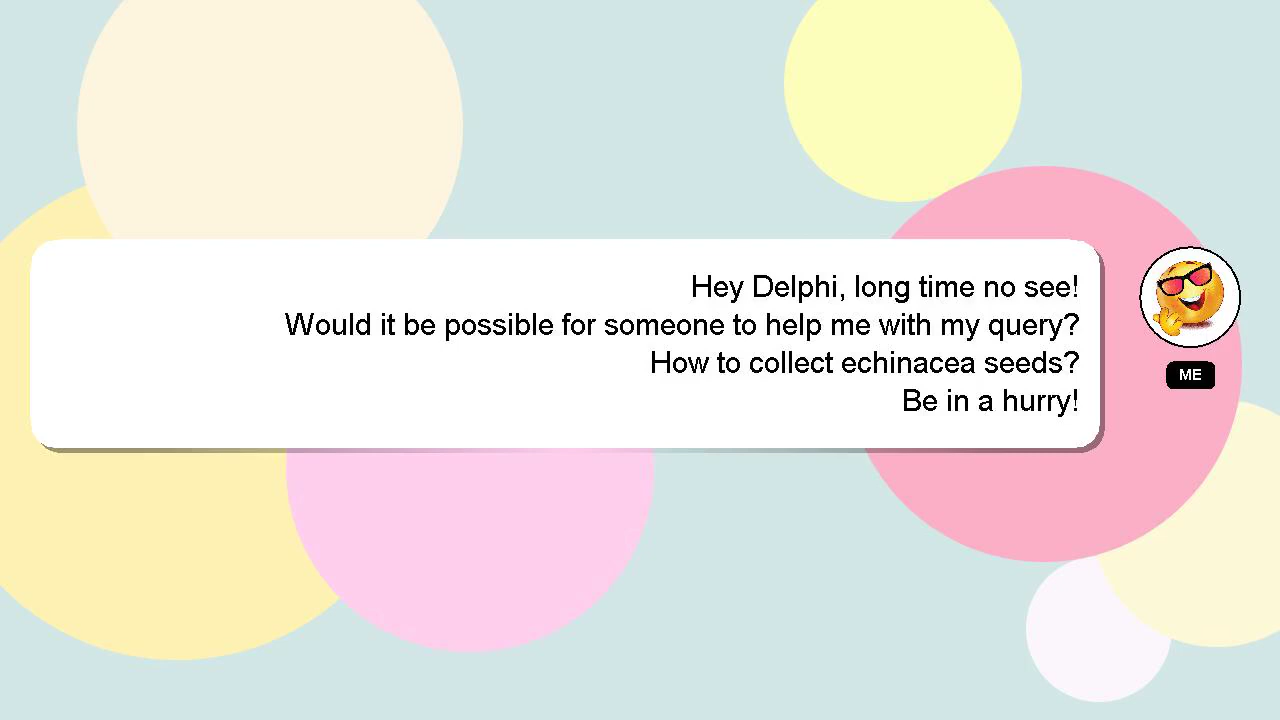 Hey Delphi, long time no see!
Would it be possible for someone to help me with my query?
How to collect echinacea seeds?
Be in a hurry!
ME